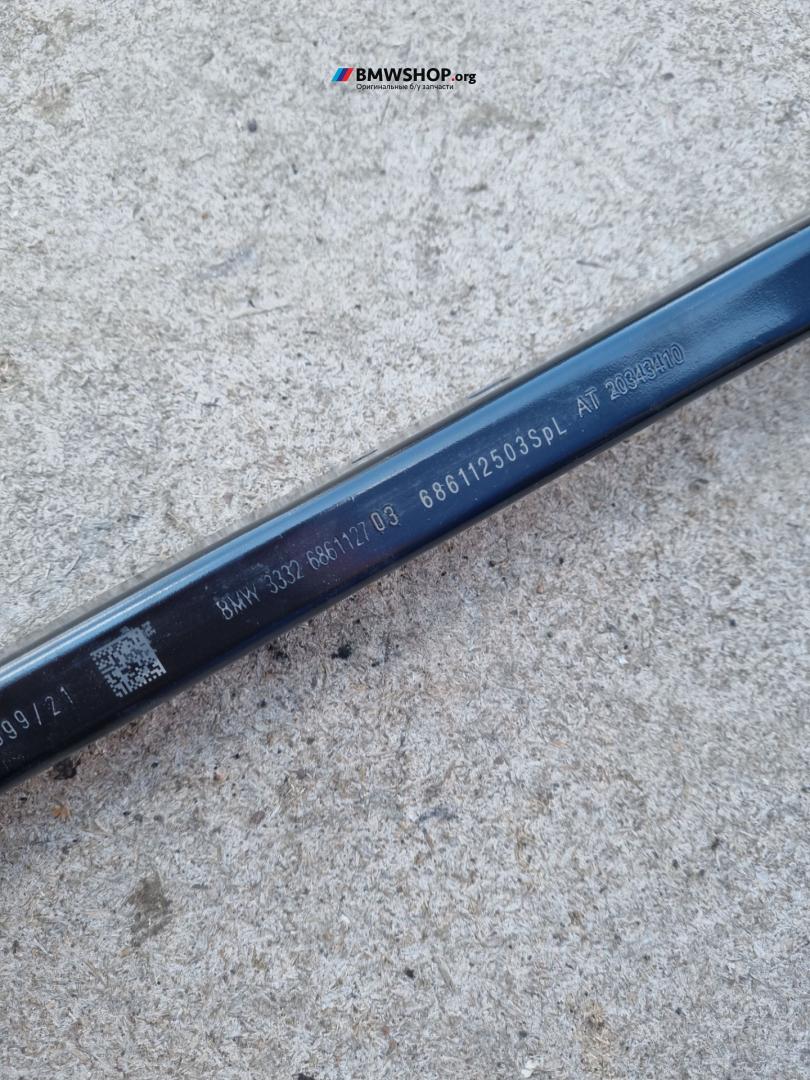 BMWSHOP.org
Оригинальные б/у запчасти
99/21 BMW 3332 6861127 03 686112503SpL AT 20343410